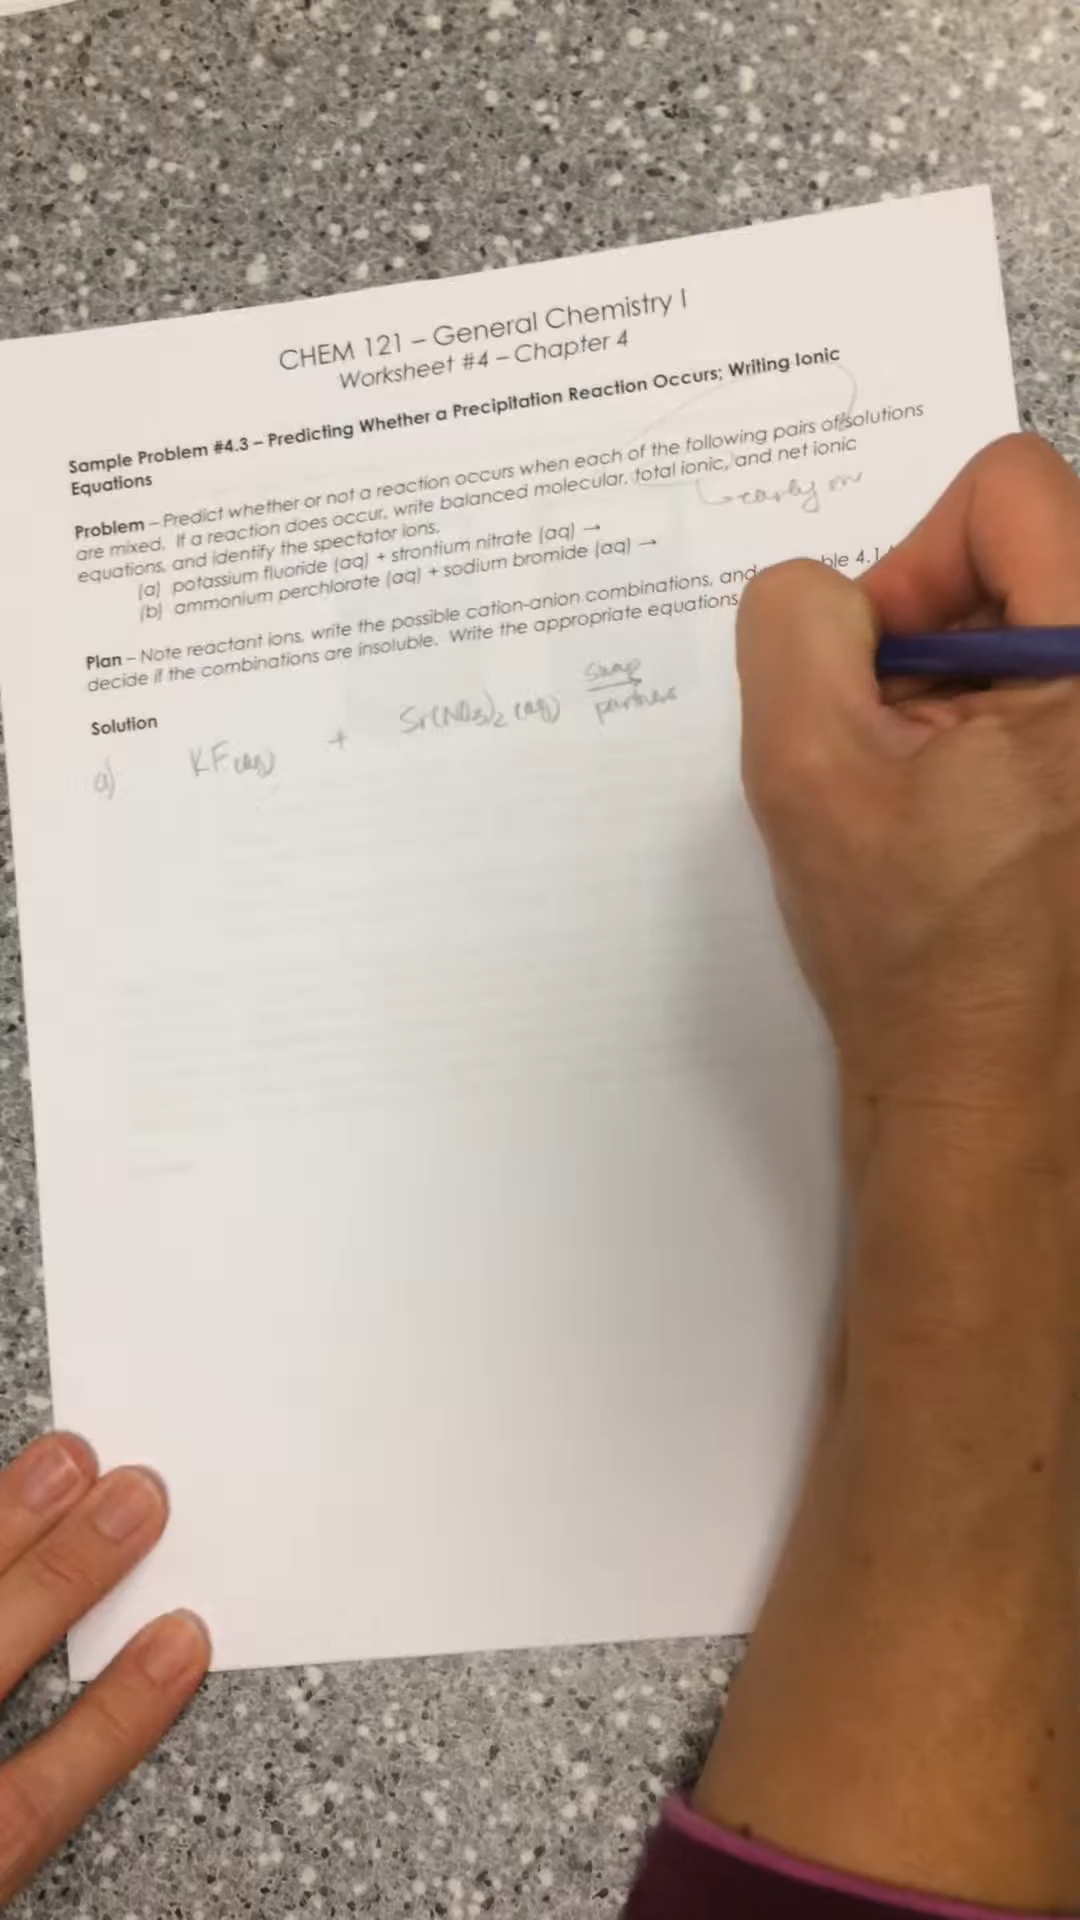 CHEM 121 – General Chemistry I
Worksheet #4 – Chapter 4
Sample Problem #4.3 – Predicting Whether a Precipitation Reaction Occurs; Writing Ionic
Equations
Problem – Predict whether or not a reaction occurs when each of the following pairs of solutions
are mixed. If a reaction does occur, write balanced molecular, total ionic, and net ionic
equations, and identify the spectator ions.
early
(a) potassium fluoride (aq) + strontium nitrate (aq) →
(b) ammonium perchlorate (aq) + sodium bromide (aq) →
Plan – Note reactant ions, write the possible cation-anion combinations, and 4.1
decide if the combinations are insoluble. Write the appropriate equations
Solution
a) KF(aq) + Sr(NO3)2 (aq) swap
partners